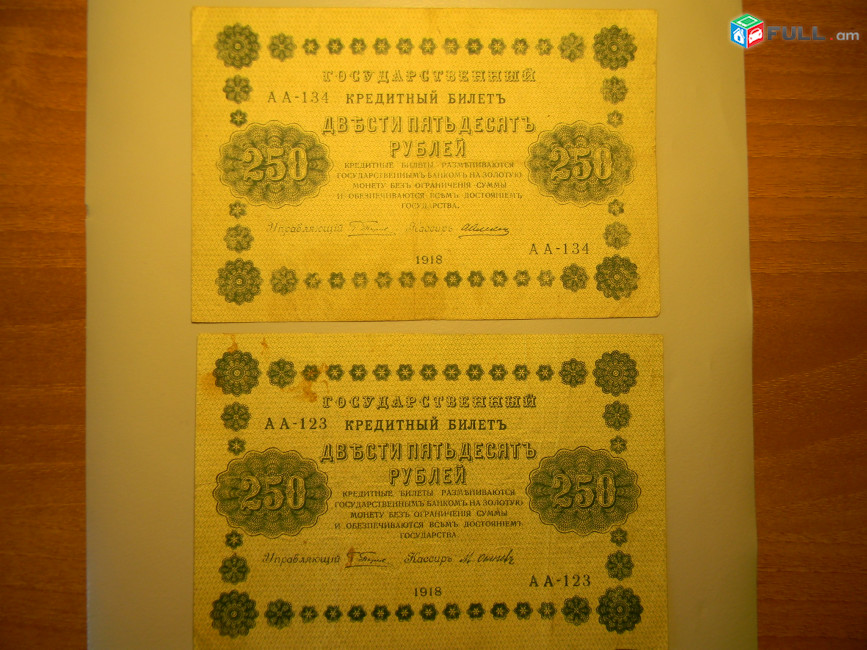 FULL.am
ГОСУДАРСТВЕННЫЙ
АА-134 КРЕДИТНЫЙ БИЛЕТЪ
ДВѢСТИ ПЯТЬДЕСЯТЪ
РУБЛЕЙ
250 250
КРЕДИТНЫЕ БИЛЕТЫ РАЗМѢНИВАЮТСЯ
ГОСУДАРСТВЕННЫМЪ БАНКОМЪ НА ЗОЛОТУЮ
МОНЕТУ БЕЗЪ ОГРАНИЧЕНІЯ СУММЫ
И ОБЕЗПЕЧИВАЮТСЯ ВСѢМЪ ДОСТОЯНІЕМЪ
ГОСУДАРСТВА.
Управляющій Кассиръ
АА-134
1918
ГОСУДАРСТВЕННЫЙ
АА-123 КРЕДИТНЫЙ БИЛЕТЪ
ДВѢСТИ ПЯТЬДЕСЯТЪ
РУБЛЕЙ
250 250
КРЕДИТНЫЕ БИЛЕТЫ РАЗМѢНИВАЮТСЯ
ГОСУДАРСТВЕННЫМЪ БАНКОМЪ НА ЗОЛОТУЮ
МОНЕТУ БЕЗЪ ОГРАНИЧЕНІЯ СУММЫ
И ОБЕЗПЕЧИВАЮТСЯ ВСѢМЪ ДОСТОЯНІЕМЪ
ГОСУДАРСТВА.
Управляющій Кассиръ
АА-123
1918